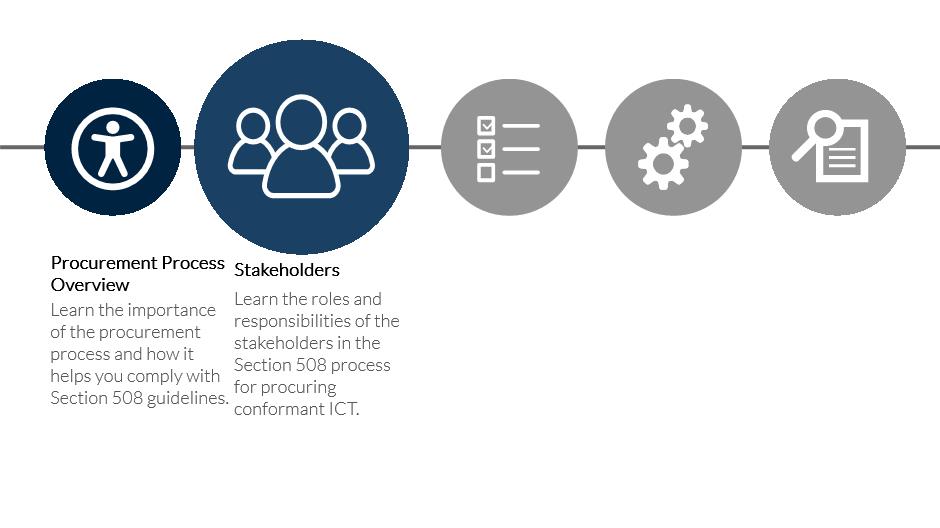 Procurement Process
Overview
Learn the importance
of the procurement
process and how it
helps you comply with
Section 508 guidelines.
Stakeholders
Learn the roles and
responsibilities of the
stakeholders in the
Section 508 process
for procuring
conformant ICT.